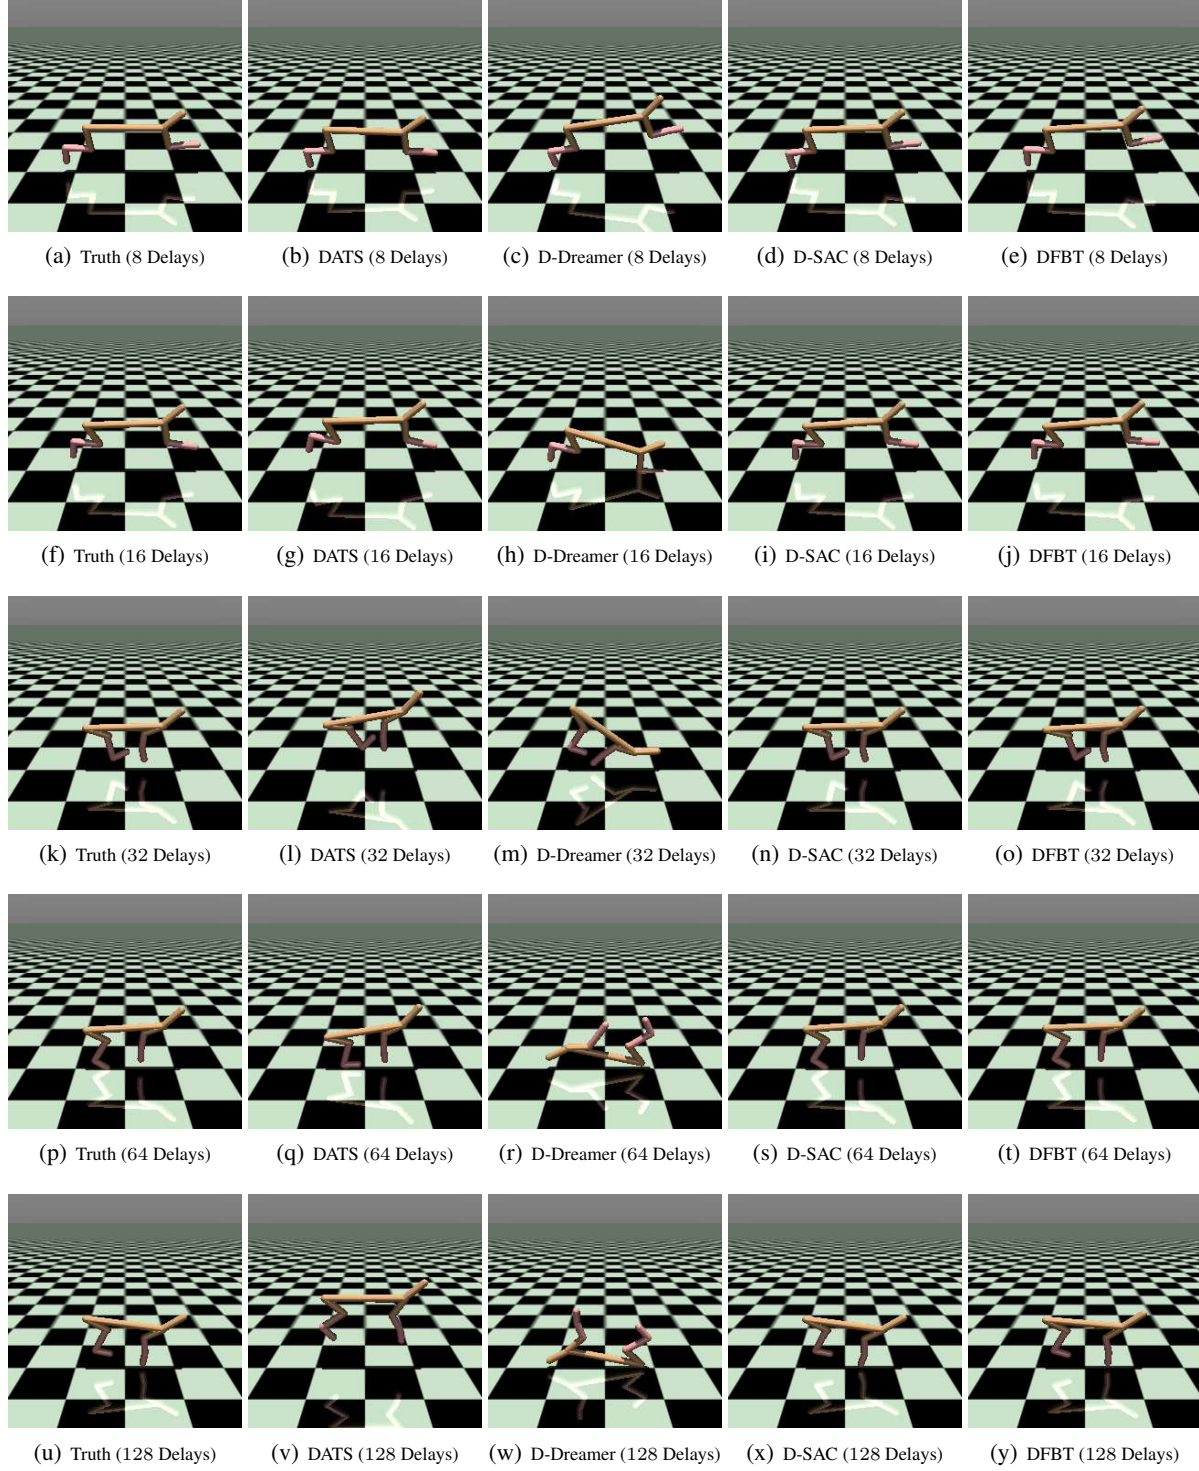 (a) Truth (8 Delays)
(b) DATS (8 Delays)
(c) D-Dreamer (8 Delays)
(d) D-SAC (8 Delays)
(e) DFBT (8 Delays)
(f) Truth (16 Delays)
(g) DATS (16 Delays)
(h) D-Dreamer (16 Delays)
(i) D-SAC (16 Delays)
(j) DFBT (16 Delays)
(k) Truth (32 Delays)
(l) DATS (32 Delays)
(m) D-Dreamer (32 Delays)
(n) D-SAC (32 Delays)
(o) DFBT (32 Delays)
(p) Truth (64 Delays)
(q) DATS (64 Delays)
(r) D-Dreamer (64 Delays)
(s) D-SAC (64 Delays)
(t) DFBT (64 Delays)
(u) Truth (128 Delays)
(v) DATS (128 Delays)
(w) D-Dreamer (128 Delays)
(x) D-SAC (128 Delays)
(y) DFBT (128 Delays)